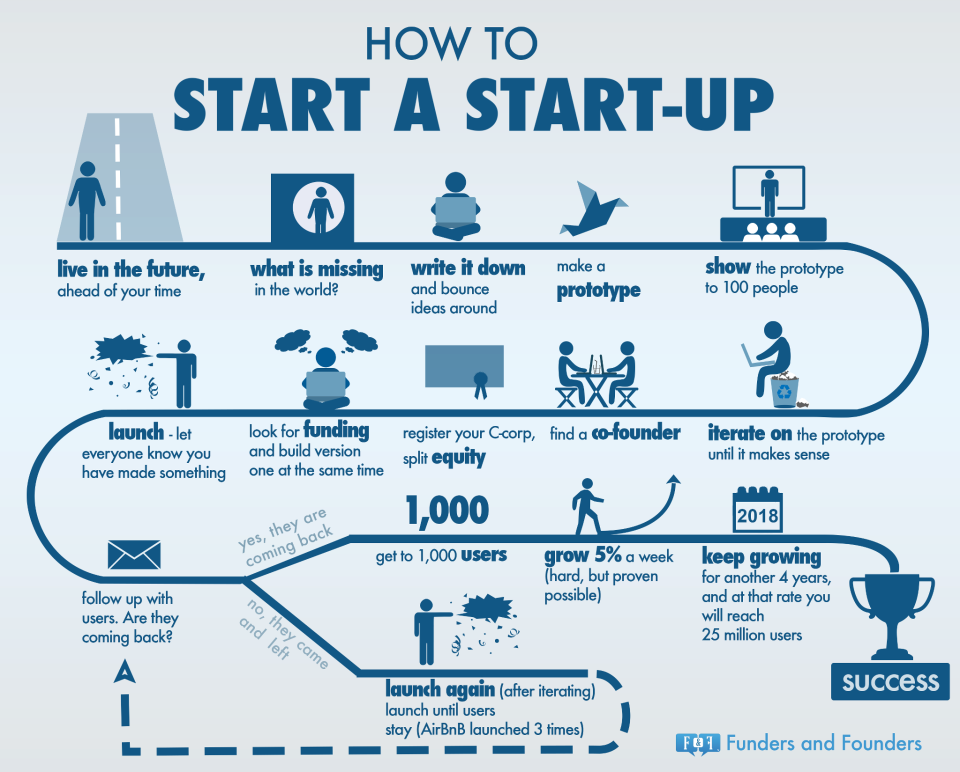 HOW TO
START A START-UP
live in the future,
ahead of your time
what is missing
in the world?
write it down
and bounce
ideas around
make a
prototype
show the prototype
to 100 people
launch - let
everyone know you
have made something
look for funding
and build version
one at the same time
register your C-corp,
split equity
find a co-founder
iterate on the prototype
until it makes sense
follow up with
users. Are they
coming back?
yes, they are
coming back
no, they came
and left
1,000
get to 1,000 users
grow 5% a week
(hard, but proven
possible)
2018
keep growing
for another 4 years,
and at that rate you
will reach
25 million users
success
launch again (after iterating)
launch until users
stay (AirBnB launched 3 times)
F&F Funders and Founders